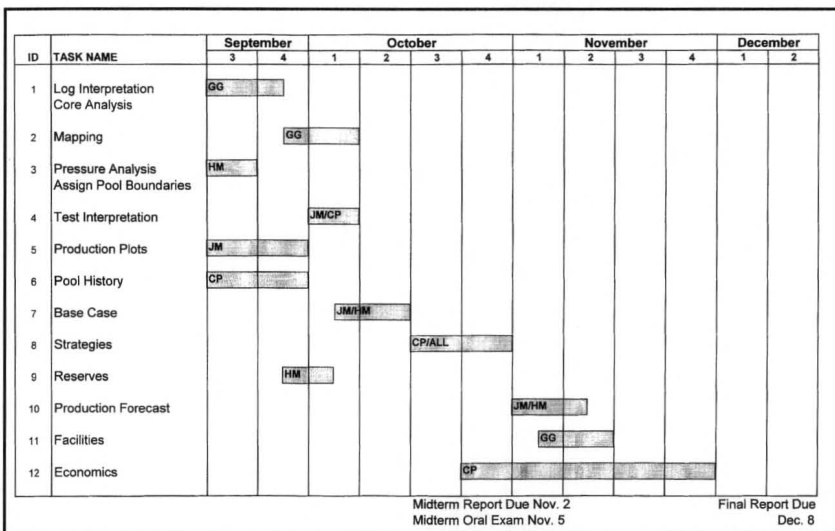 September October November December
ID TASK NAME 3 4 1 2 3 4 1 2 3 4 1 2
1 Log Interpretation GG
Core Analysis
2 Mapping GG
3 Pressure Analysis HM
Assign Pool Boundaries
4 Test Interpretation JM/CP
5 Production Plots JM
6 Pool History CP
7 Base Case JM/HM
8 Strategies CP/ALL
9 Reserves HM
10 Production Forecast JM/HM
11 Facilities GG
12 Economics CP
Midterm Report Due Nov. 2 Final Report Due
Midterm Oral Exam Nov. 5 Dec. 8